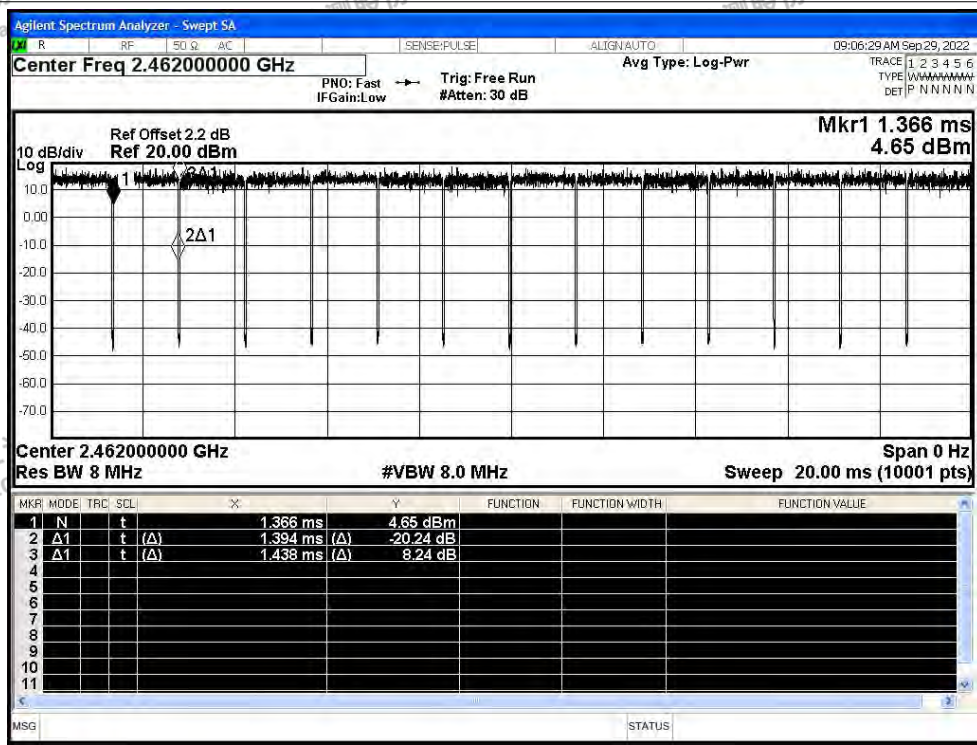 Agilent Spectrum Analyzer - Swept SA
R RF 50 Ω AC SENSE:PULSE ALIGN AUTO 09:06:29 AM Sep 29, 2022
Center Freq 2.462000000 GHz Avg Type: Log-Pwr TRACE 1 2 3 4 5 6
PNO: Fast Trig: Free Run TYPE WWWWWW
IFGain:Low #Atten: 30 dB DET P N N N N N
Mkr1 1.366 ms
Ref Offset 2.2 dB
10 dB/div Ref 20.00 dBm 4.65 dBm
Log
10.0
0.00
-10.0
-20.0
-30.0
-40.0
-50.0
-60.0
-70.0
1
3Δ1
2Δ1
Center 2.462000000 GHz Span 0 Hz
Res BW 8 MHz #VBW 8.0 MHz Sweep 20.00 ms (10001 pts)
MKR MODE TRC SCL X Y FUNCTION FUNCTION WIDTH FUNCTION VALUE
1 N t 1.366 ms 4.65 dBm
2 Δ1 t (Δ) 1.394 ms (Δ) -20.24 dB
3 Δ1 t (Δ) 1.438 ms (Δ) 8.24 dB
4
5
6
7
8
9
10
11
MSG STATUS